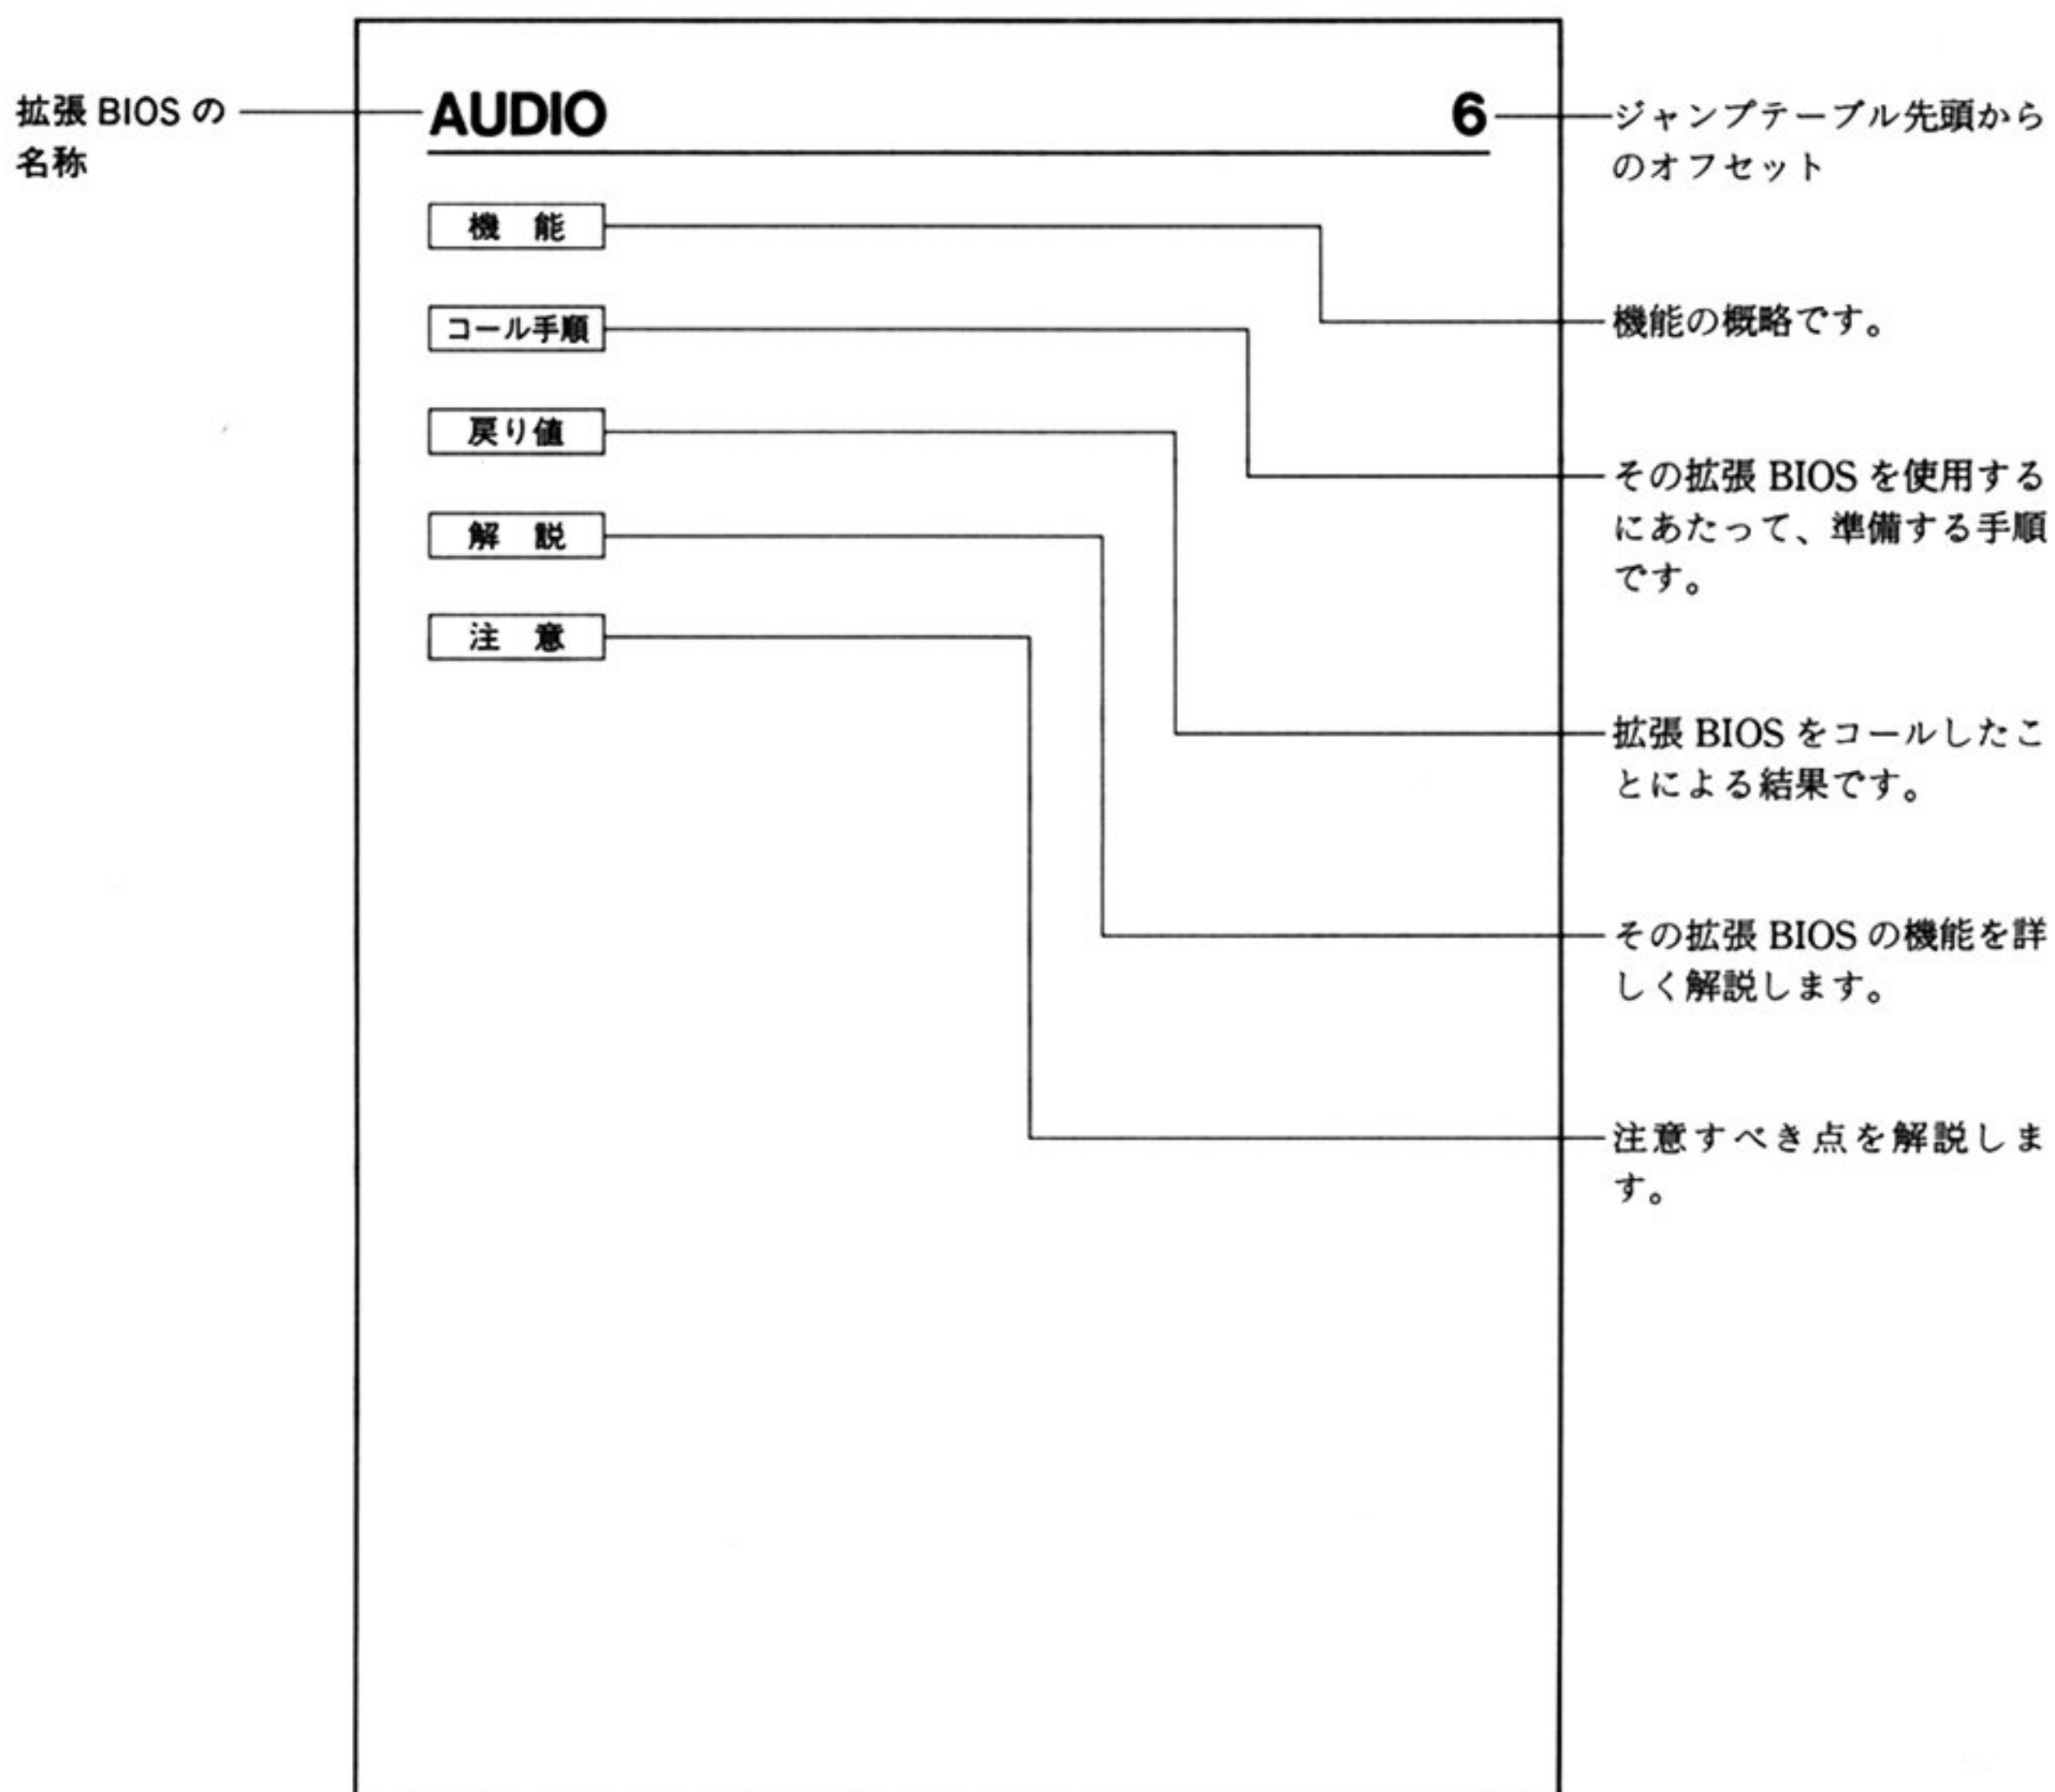 拡張 BIOS の
名称
AUDIO
6
ジャンプテーブル先頭から
のオフセット
機 能
機能の概略です。
コール手順
その拡張 BIOS を使用する
にあたって、準備する手順
です。
戻り値
拡張 BIOS をコールしたこ
とによる結果です。
解 説
その拡張 BIOS の機能を詳
しく解説します。
注 意
注意すべき点を解説しま
す。